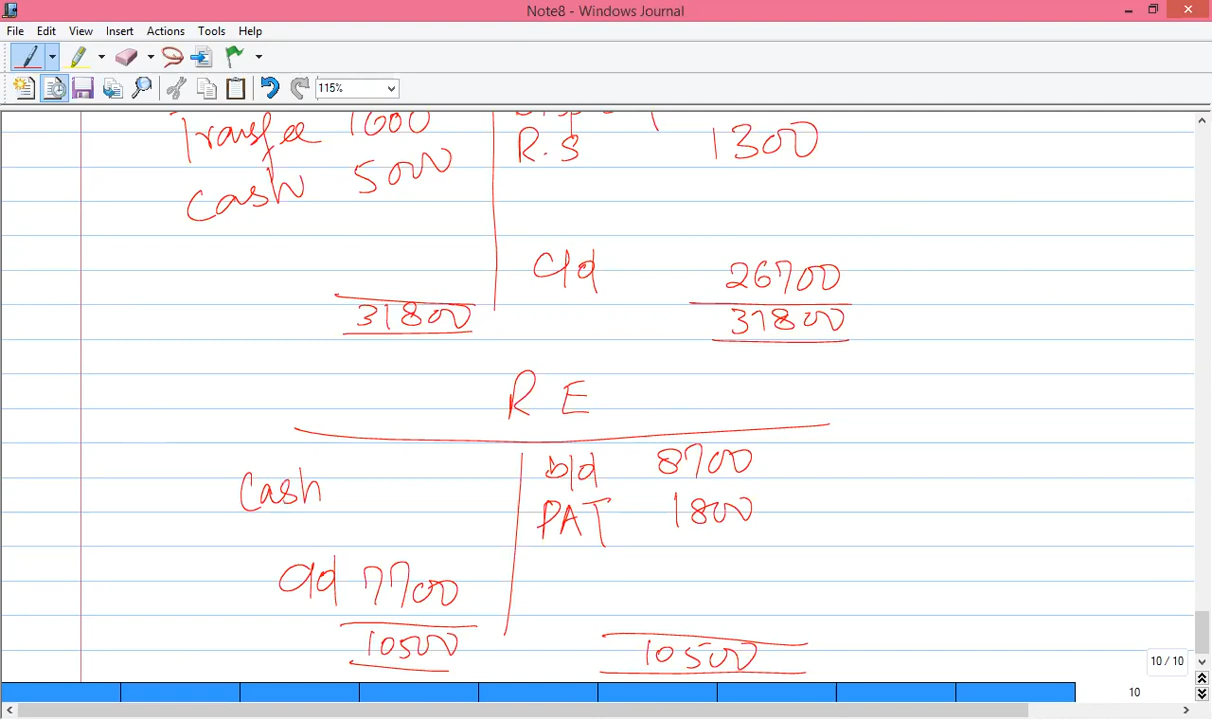 Note8 - Windows Journal
File Edit View Insert Actions Tools Help
115%
Transfer 1600
R.S 1300
Cash 5000
c/d 26700
31800 31800
R E
b/d 8700
Cash
PAT 1800
c/d 7700
10500 10500
10 / 10
10